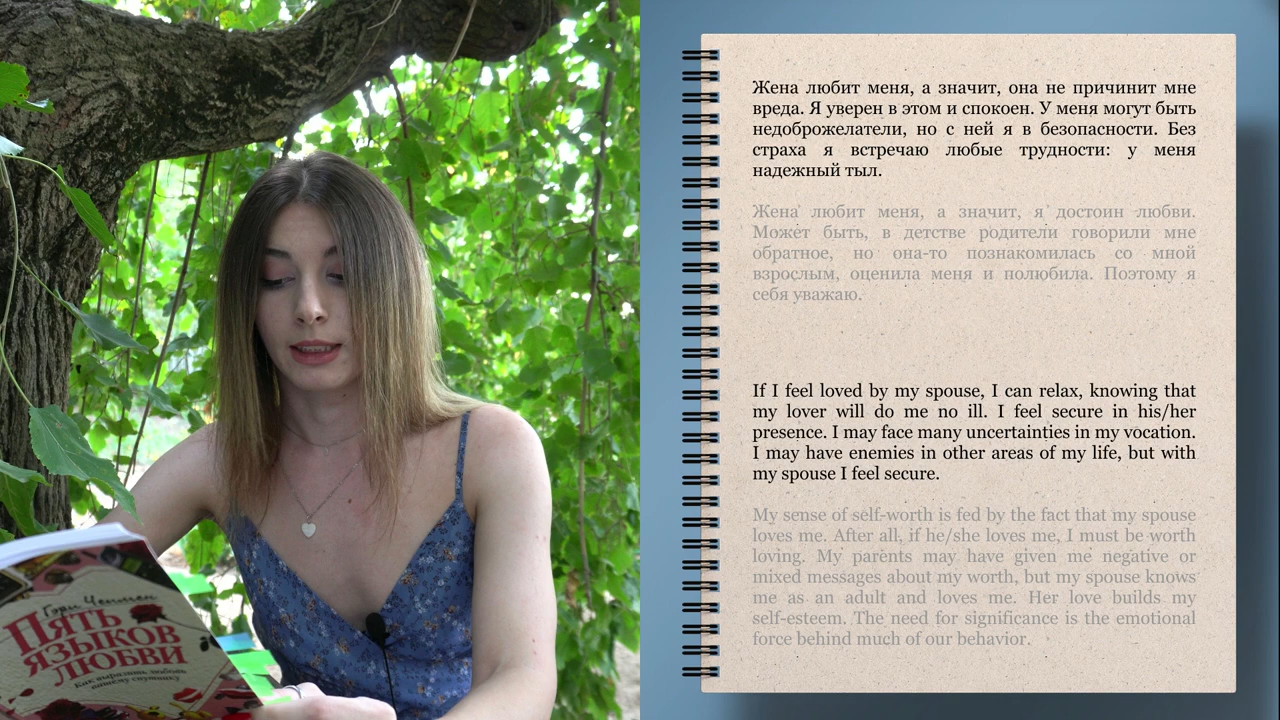 Гэри Чепмен
Пять
языков
любви
Как выразить любовь
вашему спутнику
Жена любит меня, а значит, она не причинит мне
вреда. Я уверен в этом и спокоен. У меня могут быть
недоброжелатели, но с ней я в безопасности. Без
страха я встречаю любые трудности: у меня
надежный тыл.
Жена любит меня, а значит, я достоин любви.
Может быть, в детстве родители говорили мне
обратное, но она-то познакомилась со мной
взрослым, оценила меня и полюбила. Поэтому я
себя уважаю.
If I feel loved by my spouse, I can relax, knowing that
my lover will do me no ill. I feel secure in his/her
presence. I may face many uncertainties in my vocation.
I may have enemies in other areas of my life, but with
my spouse I feel secure.
My sense of self-worth is fed by the fact that my spouse
loves me. After all, if he/she loves me, I must be worth
loving. My parents may have given me negative or
mixed messages about my worth, but my spouse knows
me as an adult and loves me. Her love builds my
self-esteem. The need for significance is the emotional
force behind much of our behavior.